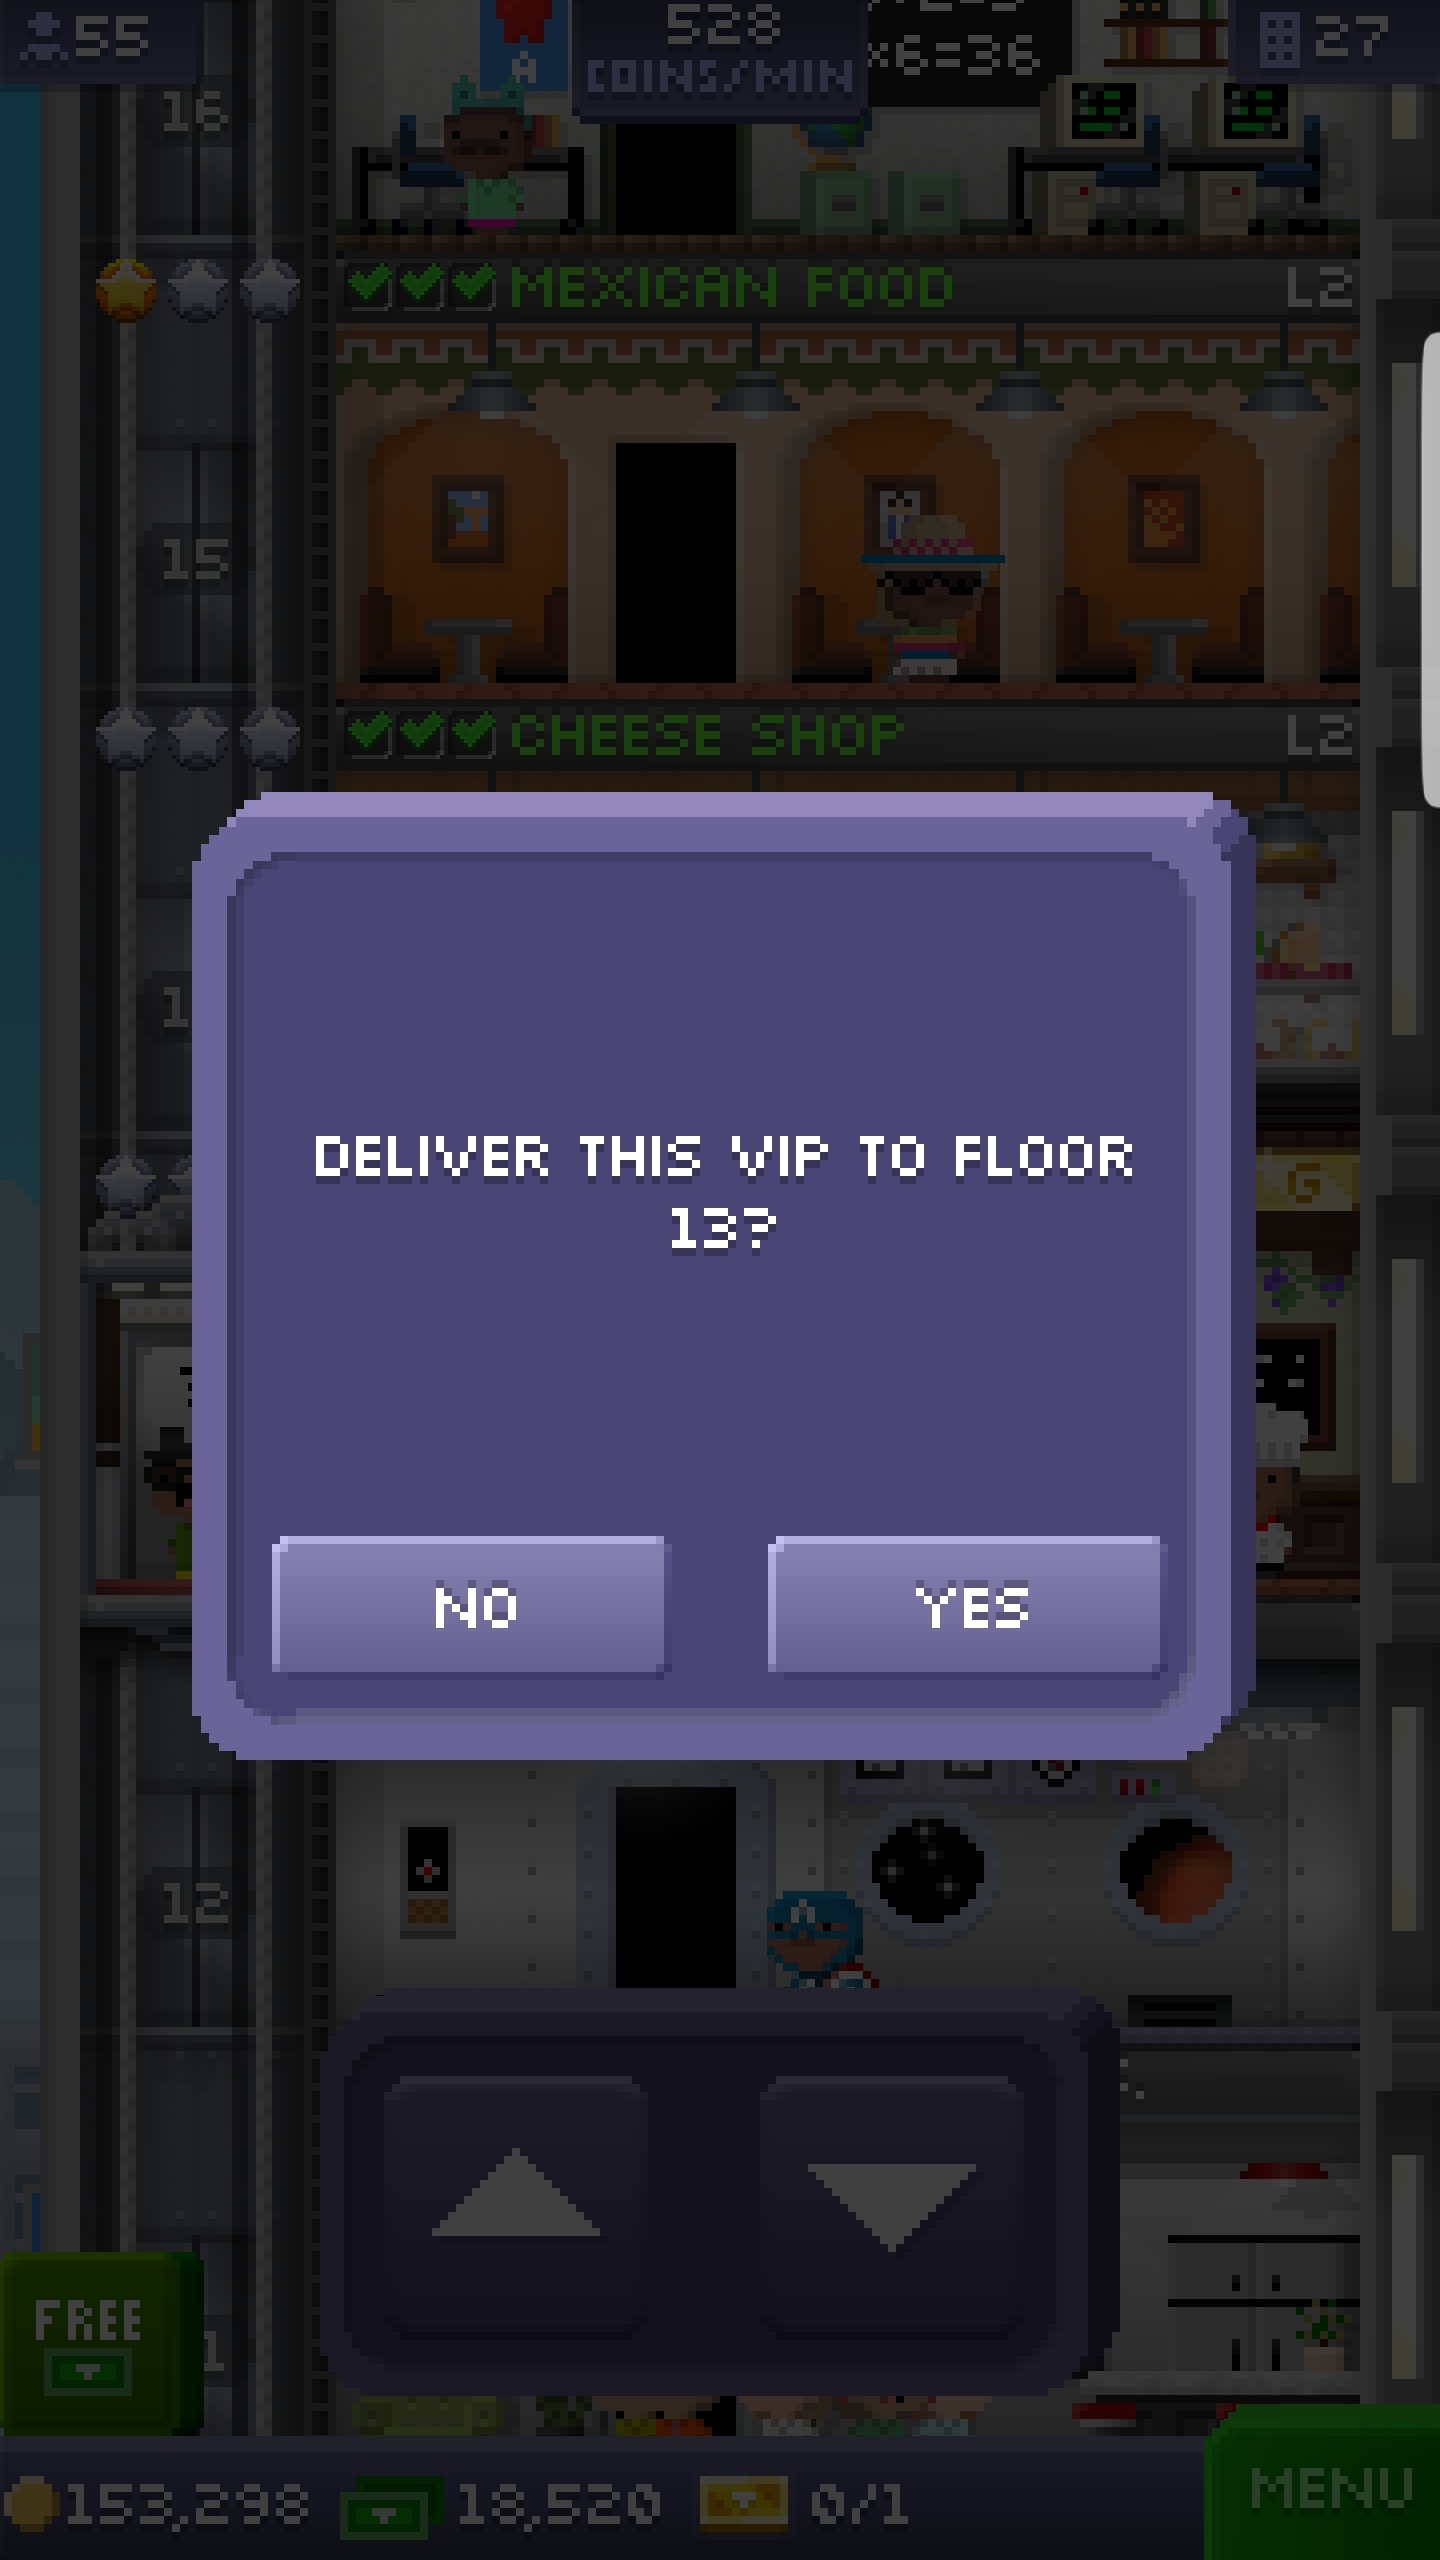 55
528
COINS/MIN
×6=36
27
A
16
MEXICAN FOOD L2
15
CHEESE SHOP L2
1
G
DELIVER THIS VIP TO FLOOR
13?
NO YES
12
FREE
1
153,298 18,520 0/1
MENU